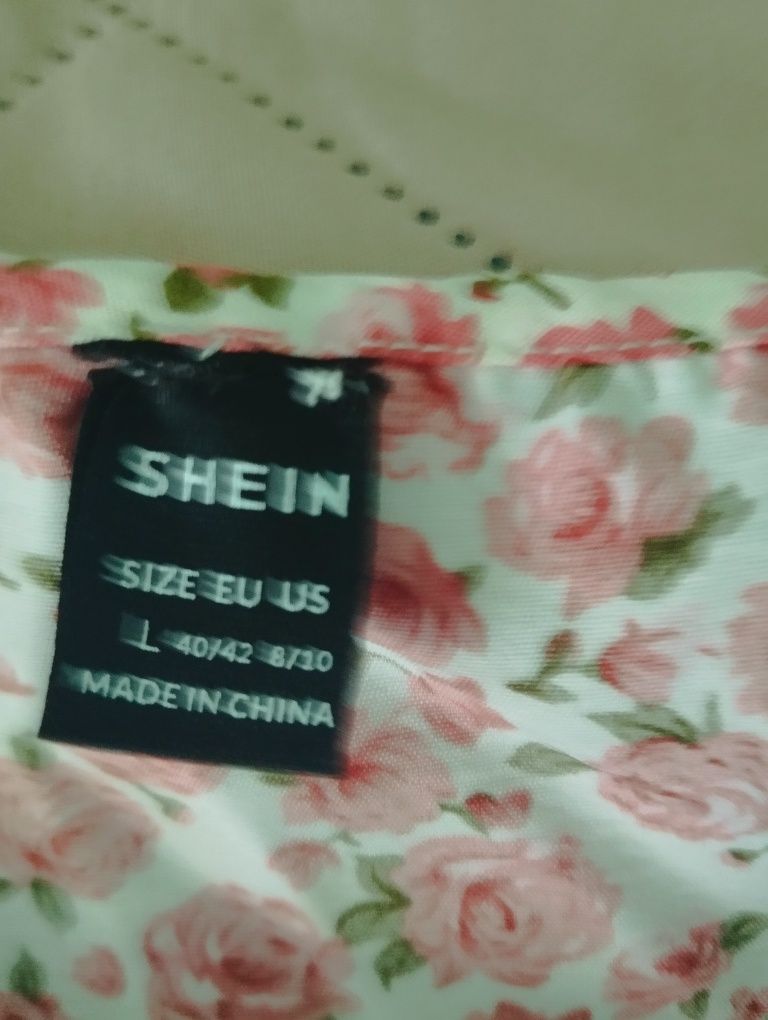 SHEIN
SIZE EU US
L 40/42 8/10
MADE IN CHINA